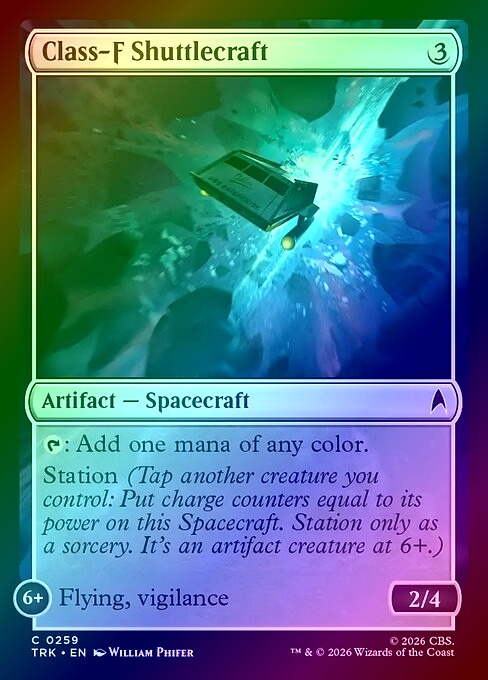 Class-F Shuttlecraft 3
Artifact — Spacecraft
: Add one mana of any color.
Station (Tap another creature you
control: Put charge counters equal to its
power on this Spacecraft. Station only as
a sorcery. It's an artifact creature at 6+.)
6+ Flying, vigilance 2/4
C 0259 © 2026 CBS.
TRK • EN William Phifer ™ & © 2026 Wizards of the Coast